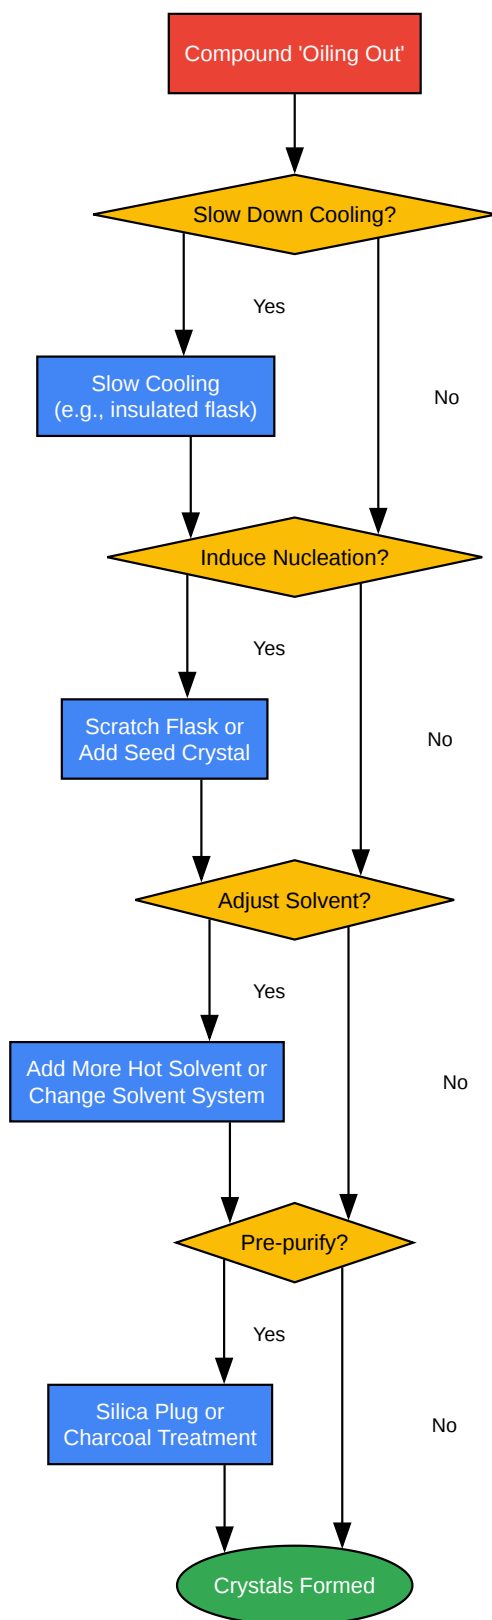 Compound 'Oiling Out'
Slow Down Cooling?
Yes
Slow Cooling
(e.g., insulated flask)
No
Induce Nucleation?
Yes
Scratch Flask or
Add Seed Crystal
No
Adjust Solvent?
Yes
Add More Hot Solvent or
Change Solvent System
No
Pre-purify?
Yes
Silica Plug or
Charcoal Treatment
No
Crystals Formed